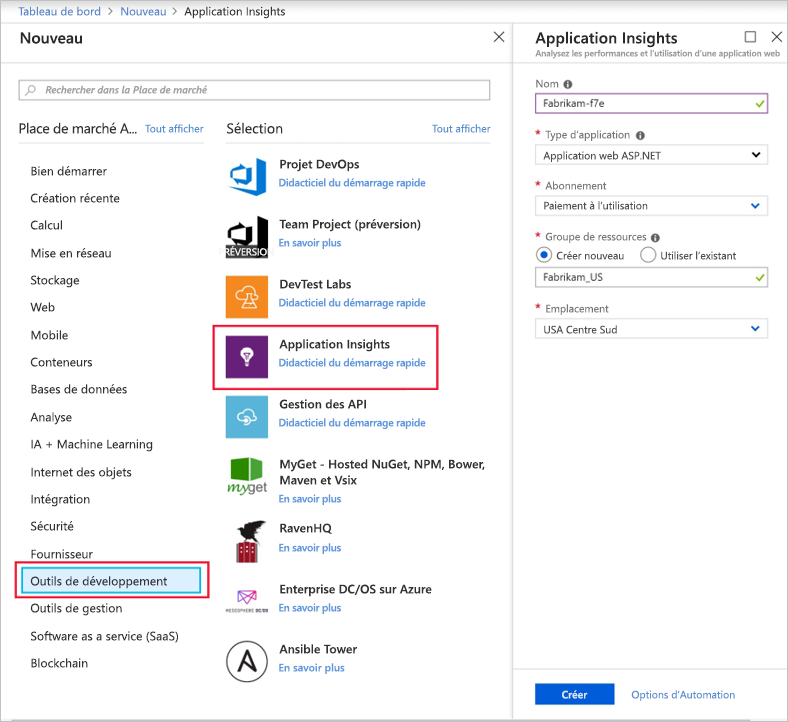 Tableau de bord > Nouveau > Application Insights
Nouveau
Rechercher dans la Place de marché
Place de marché A... Tout afficher
Bien démarrer
Création récente
Calcul
Mise en réseau
Stockage
Web
Mobile
Conteneurs
Bases de données
Analyse
IA + Machine Learning
Internet des objets
Intégration
Sécurité
Fournisseur
Outils de développement
Outils de gestion
Software as a service (SaaS)
Blockchain
Sélection Tout afficher
Projet DevOps
Didacticiel du démarrage rapide
PRÉVERSION
Team Project (préversion)
En savoir plus
DevTest Labs
Didacticiel du démarrage rapide
Application Insights
Didacticiel du démarrage rapide
Gestion des API
Didacticiel du démarrage rapide
myget
MyGet - Hosted NuGet, NPM, Bower,
Maven et Vsix
En savoir plus
RavenHQ
En savoir plus
MESOSPHERE DC/OS
Enterprise DC/OS sur Azure
En savoir plus
Ansible Tower
En savoir plus
Application Insights
Analysez les performances et l'utilisation d'une application web
Nom
Fabrikam-f7e
* Type d'application
Application web ASP.NET
* Abonnement
Paiement à l'utilisation
* Groupe de ressources
Créer nouveau Utiliser l'existant
Fabrikam_US
* Emplacement
USA Centre Sud
Créer Options d'Automation